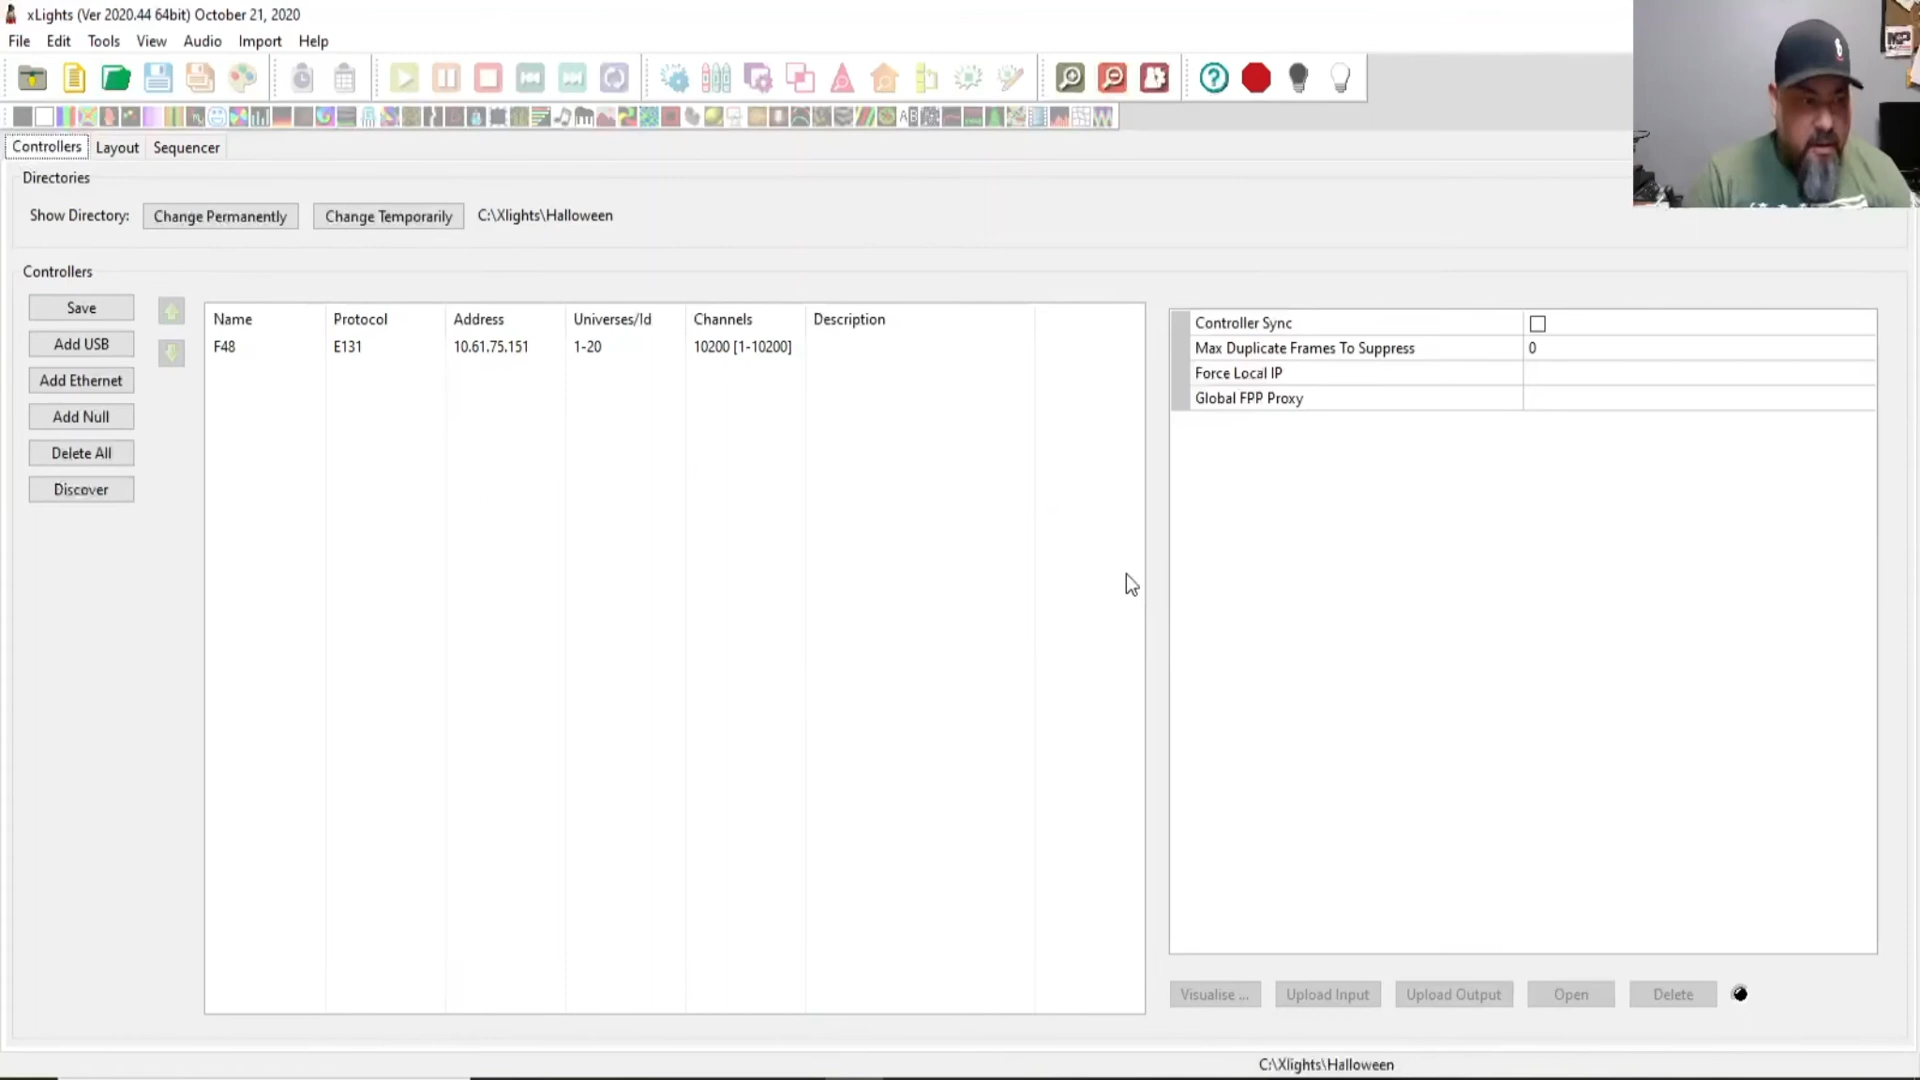 xLights (Ver 2020.44 64bit) October 21, 2020
File Edit Tools View Audio Import Help
Controllers Layout Sequencer
Directories
Show Directory: Change Permanently Change Temporarily C:\Xlights\Halloween
Controllers
Save
Add USB
Add Ethernet
Add Null
Delete All
Discover
Name Protocol Address Universes/Id Channels Description
F48 E131 10.61.75.151 1-20 10200 [1-10200]
Controller Sync
Max Duplicate Frames To Suppress 0
Force Local IP
Global FPP Proxy
Visualise ... Upload Input Upload Output Open Delete
C:\Xlights\Halloween